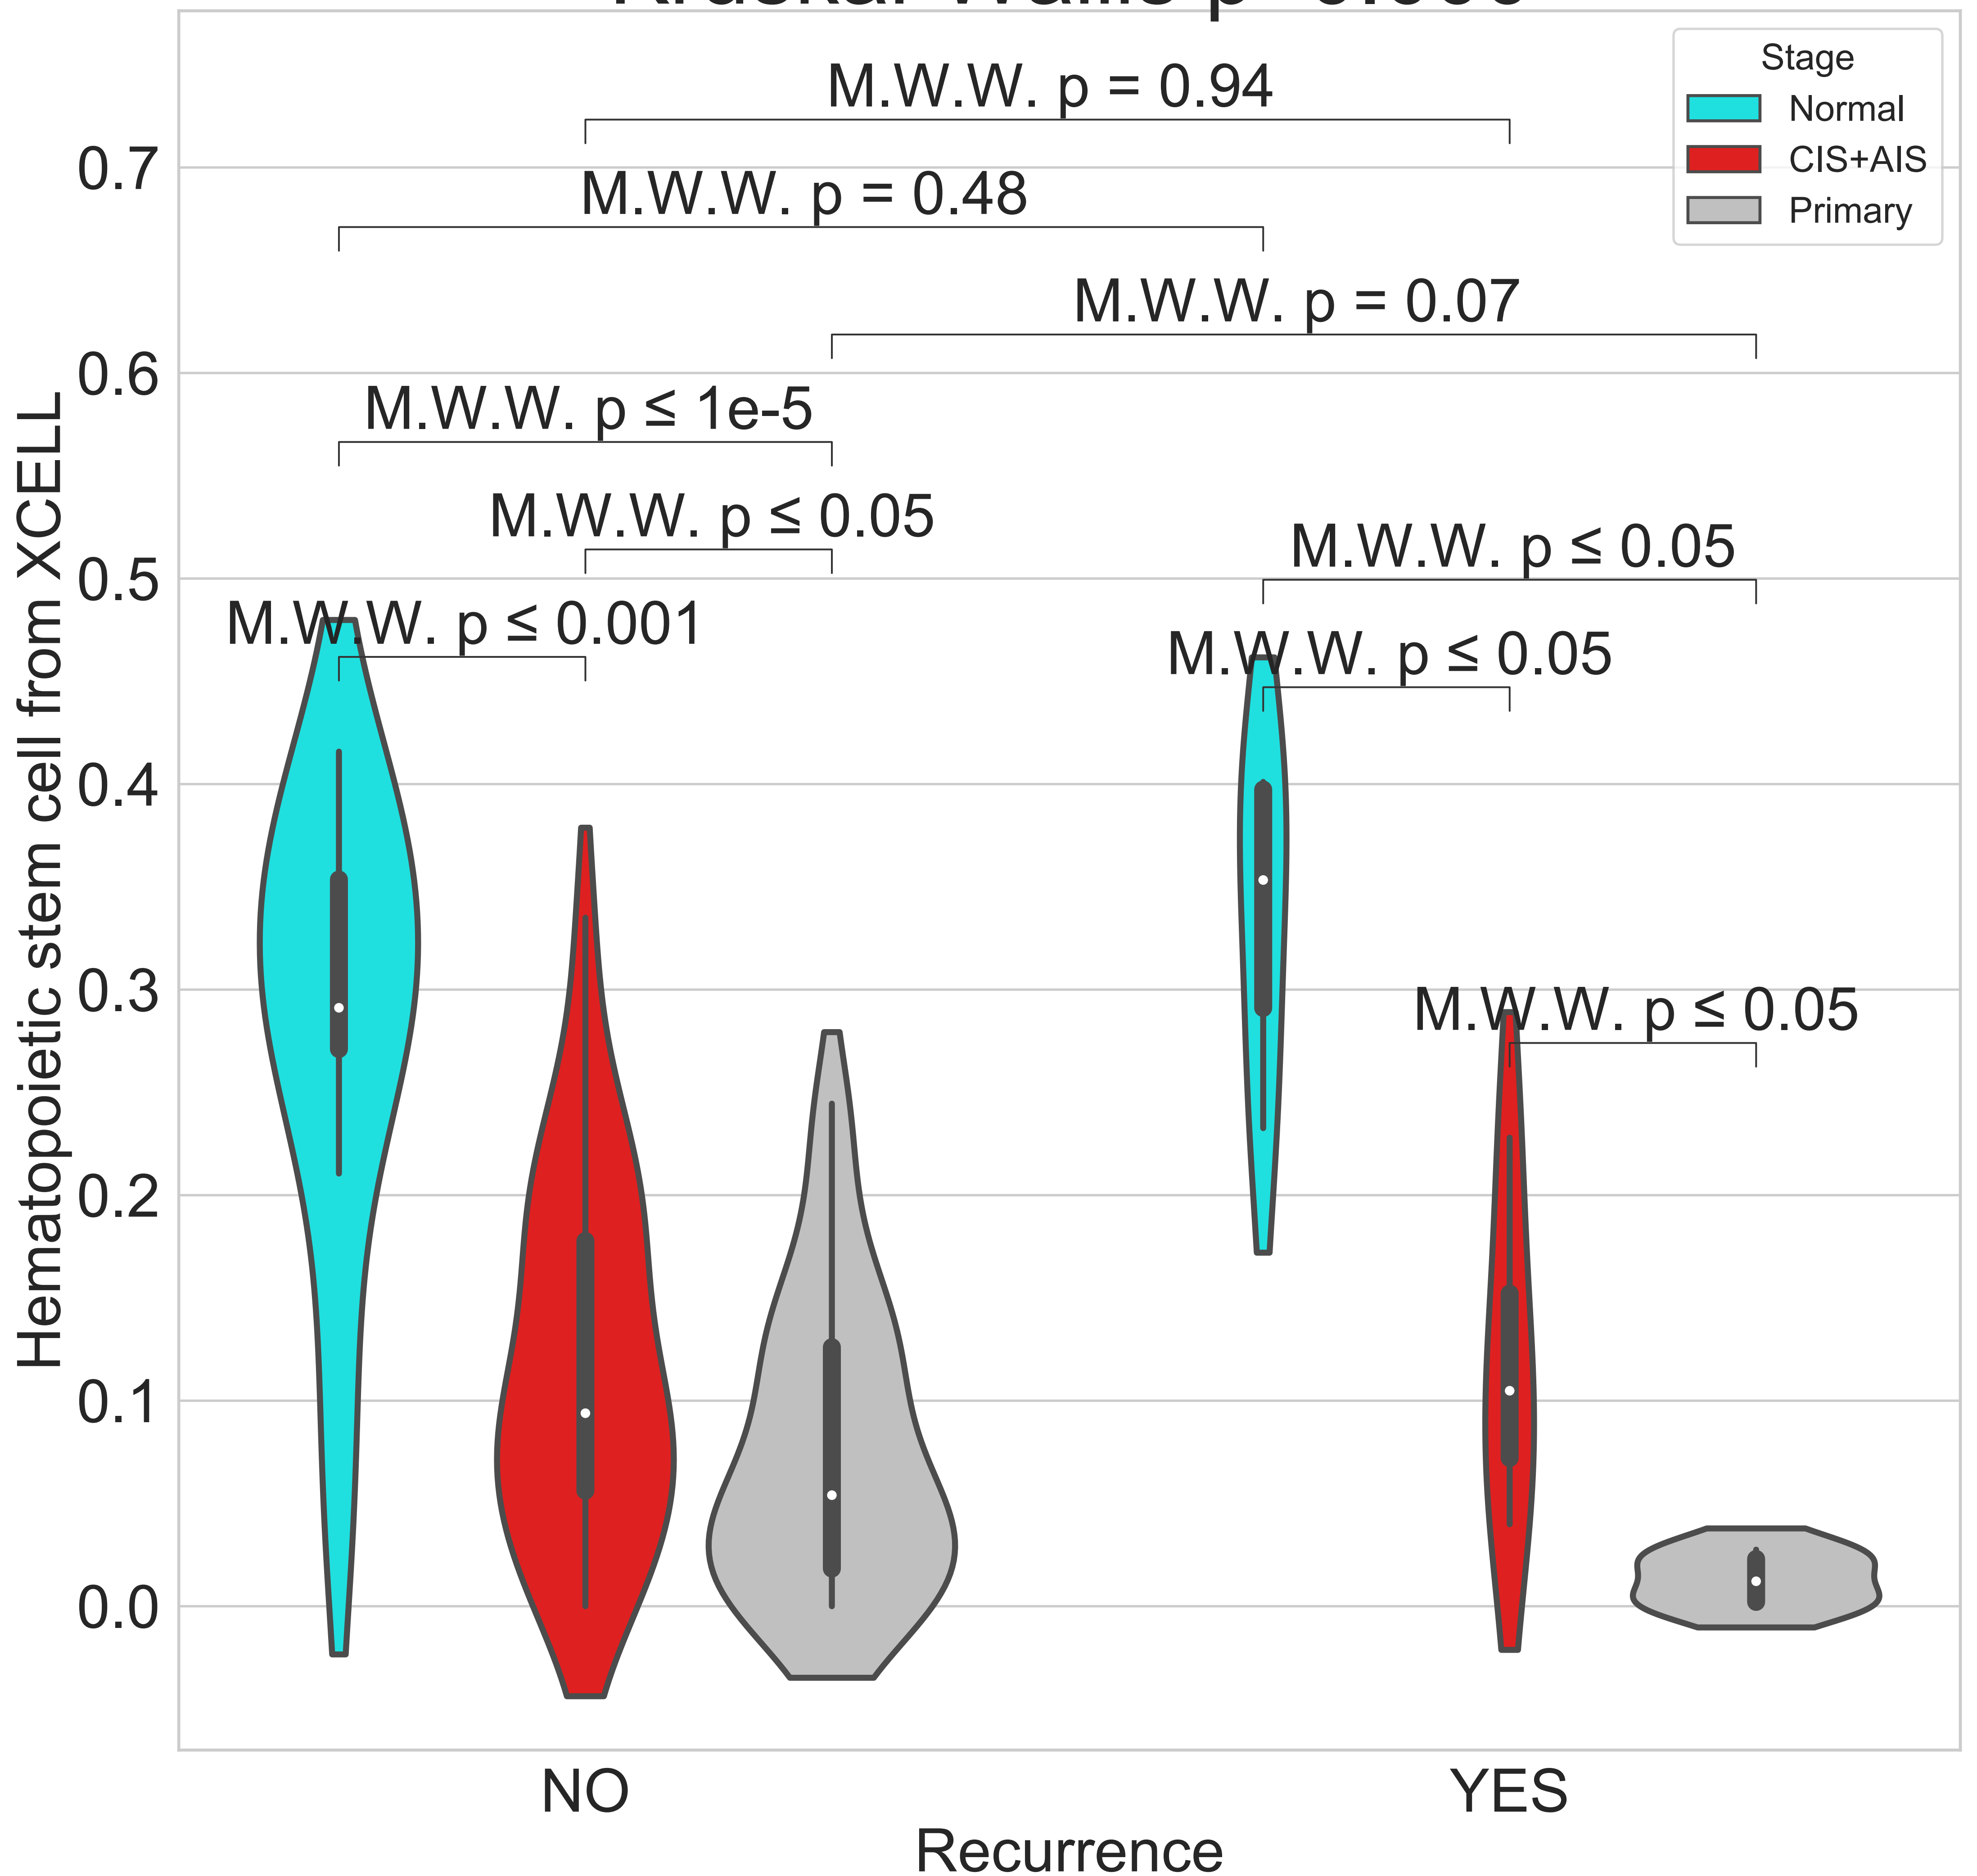 M.W.W. p = 0.94
Stage
Normal
CIS+AIS
Primary
M.W.W. p = 0.48
M.W.W. p = 0.07
M.W.W. p ≤ 1e-5
M.W.W. p ≤ 0.05
M.W.W. p ≤ 0.05
M.W.W. p ≤ 0.001
M.W.W. p ≤ 0.05
M.W.W. p ≤ 0.05
Hematopoietic stem cell from XCELL
0.7
0.6
0.5
0.4
0.3
0.2
0.1
0.0
NO
YES
Recurrence